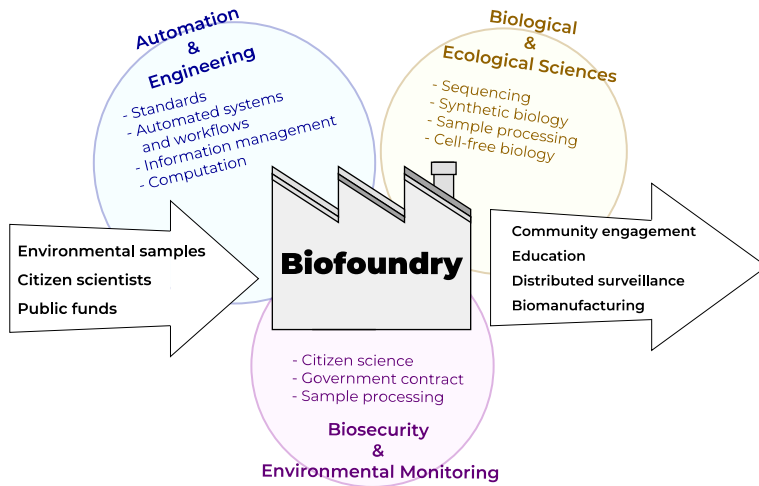 Automation
&
Engineering
- Standards
- Automated systems
and workflows
- Information management
- Computation
Biological
&
Ecological Sciences
- Sequencing
- Synthetic biology
- Sample processing
- Cell-free biology
Environmental samples
Citizen scientists
Public funds
Biofoundry
Community engagement
Education
Distributed surveillance
Biomanufacturing
- Citizen science
- Government contract
- Sample processing
Biosecurity
&
Environmental Monitoring